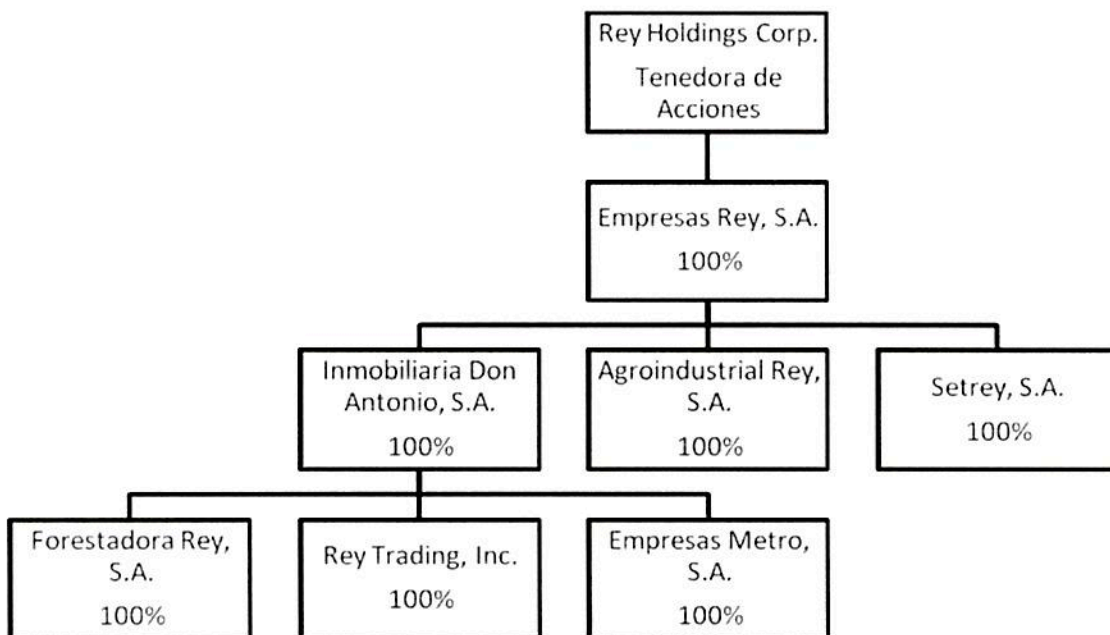 Rey Holdings Corp.
Tenedora de
Acciones
Empresas Rey, S.A.
100%
Inmobiliaria Don
Antonio, S.A.
100%
Agroindustrial Rey,
S.A.
100%
Setrey, S.A.
100%
Forestadora Rey,
S.A.
100%
Rey Trading, Inc.
100%
Empresas Metro,
S.A.
100%